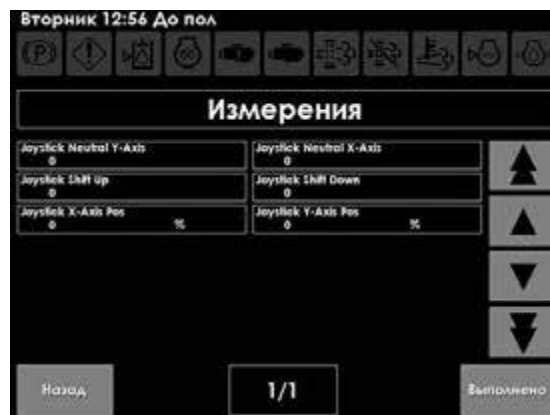 Вторник 12:56 До пол
Измерения
Joystick Neutral Y-Axis
0
Joystick Neutral X-Axis
0
Joystick Shift Up
0
Joystick Shift Down
0
Joystick X-Axis Pos
0 %
Joystick Y-Axis Pos
0 %
Назад
1/1
Выполнено